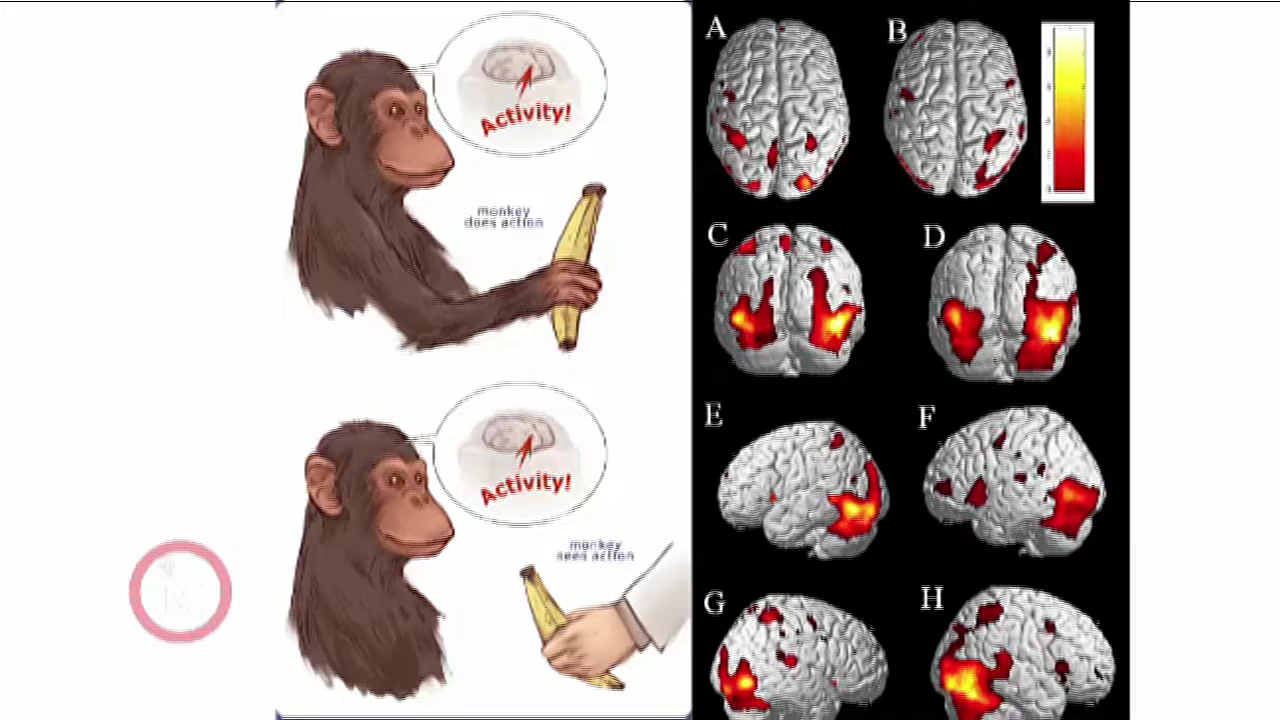 Activity!
monkey
does action
Activity!
monkey
sees action
A
B
C
D
E
F
G
H